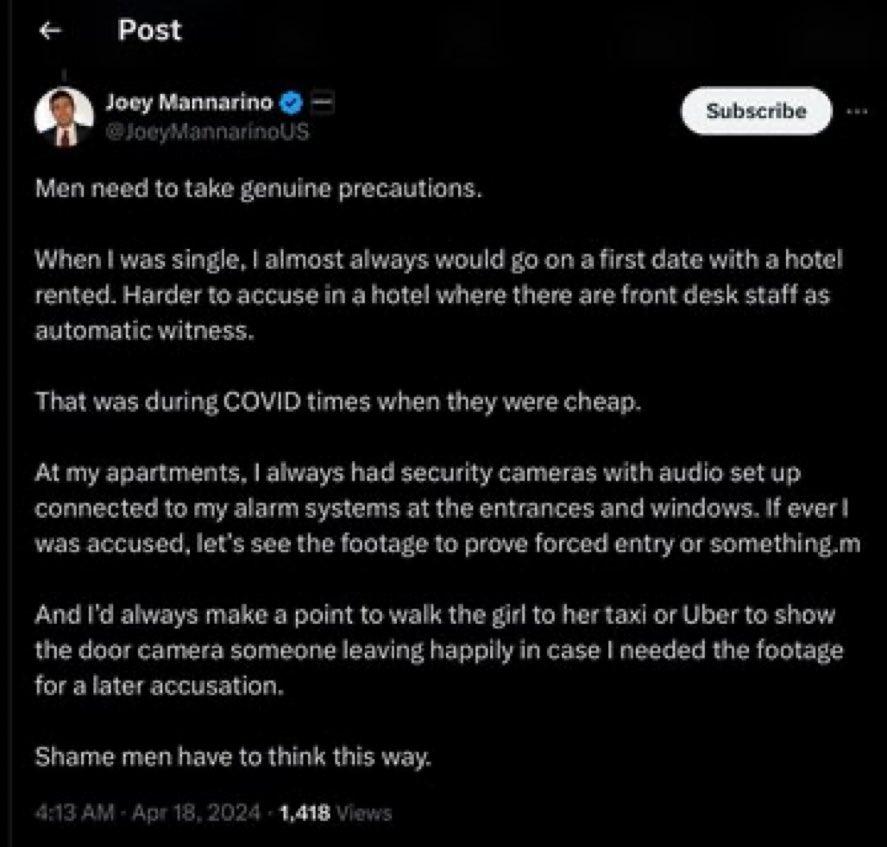 Post
Joey Mannarino
@JoeyMannarinoUS
Subscribe
Men need to take genuine precautions.
When I was single, I almost always would go on a first date with a hotel
rented. Harder to accuse in a hotel where there are front desk staff as
automatic witness.
That was during COVID times when they were cheap.
At my apartments, I always had security cameras with audio set up
connected to my alarm systems at the entrances and windows. If ever I
was accused, let's see the footage to prove forced entry or something.m
And I'd always make a point to walk the girl to her taxi or Uber to show
the door camera someone leaving happily in case I needed the footage
for a later accusation.
Shame men have to think this way.
4:13 AM · Apr 18, 2024 · 1,418 Views